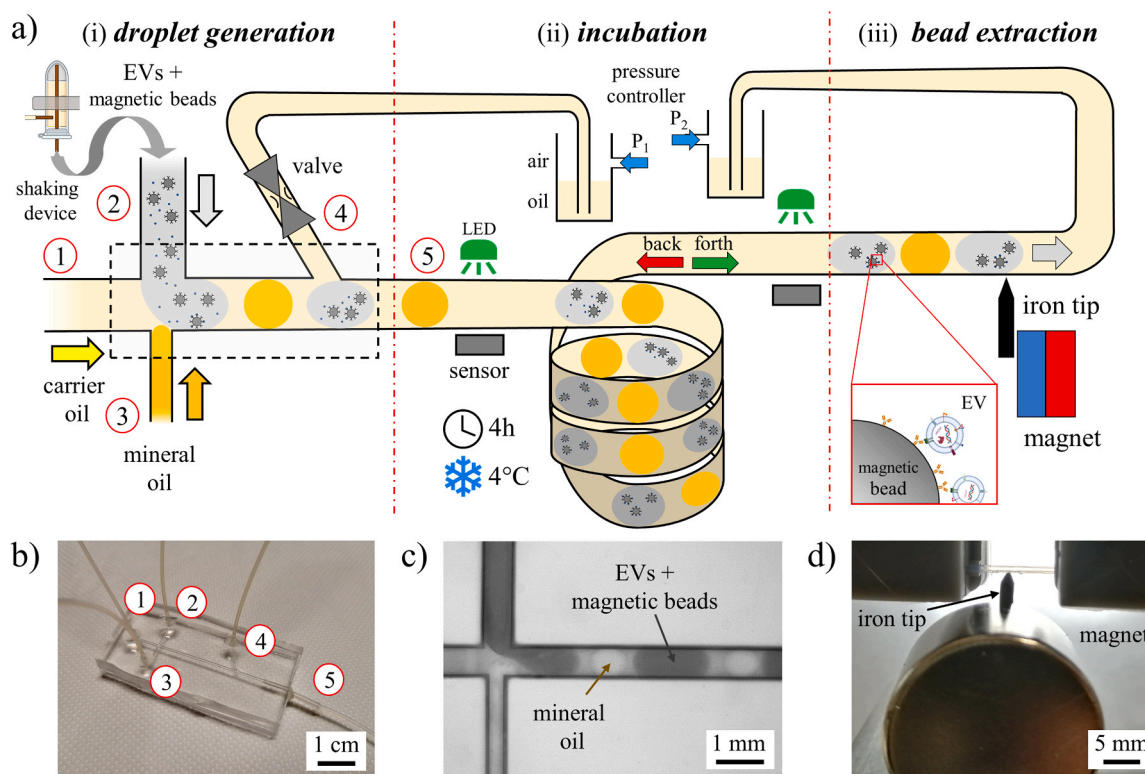 a)
(i) droplet generation
(ii) incubation
(iii) bead extraction
EVs +
magnetic beads
shaking
device
valve
pressure
controller
P1
P2
air
oil
1
2
3
4
5
LED
sensor
back
forth
carrier
oil
mineral
oil
4h
4°C
iron tip
magnet
EV
magnetic
bead
b)
1
2
3
4
5
1 cm
c)
EVs +
magnetic beads
mineral
oil
1 mm
d)
iron tip
magnet
5 mm